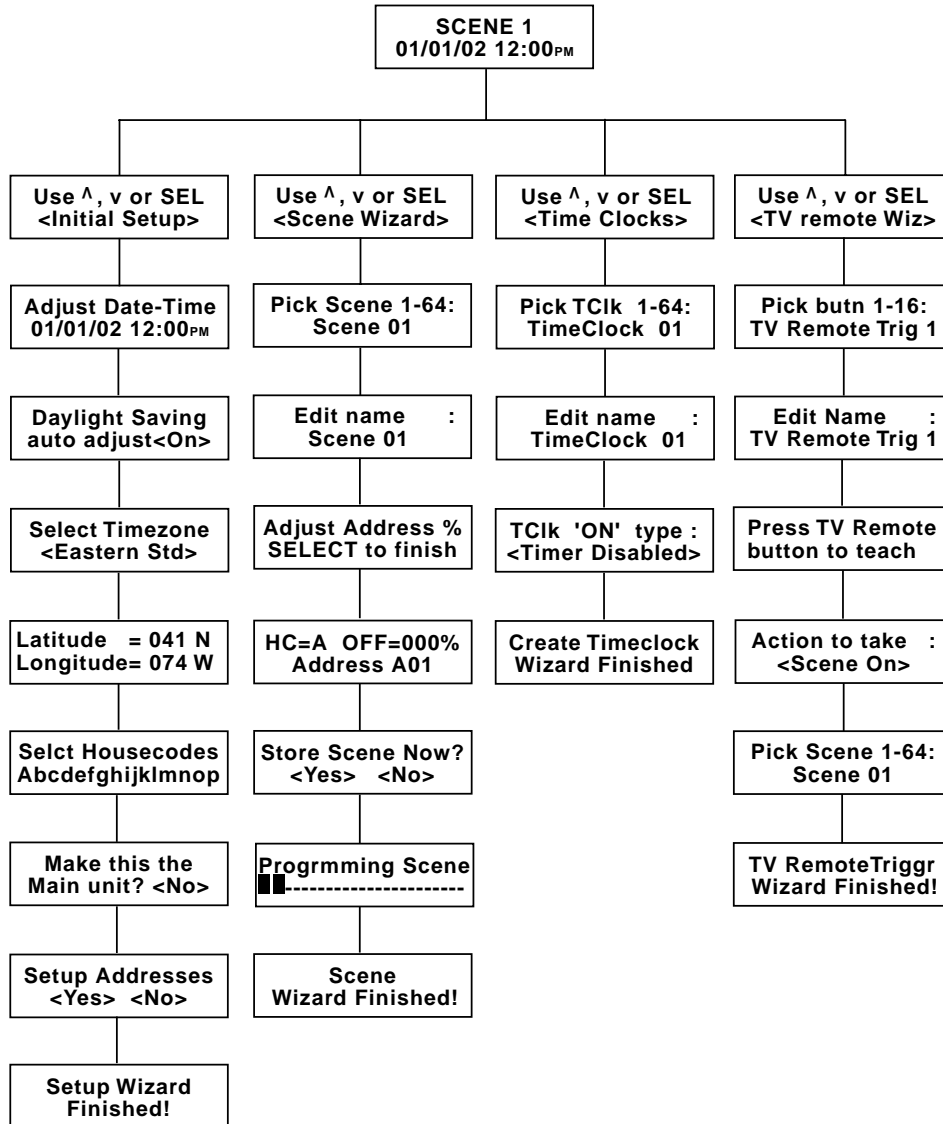 SCENE 1
01/01/02 12:00PM
Use ^, v or SEL
<Initial Setup>
Adjust Date-Time
01/01/02 12:00PM
Daylight Saving
auto adjust<On>
Select Timezone
<Eastern Std>
Latitude = 041 N
Longitude= 074 W
Selct Housecodes
Abcdefghijklmnop
Make this the
Main unit? <No>
Setup Addresses
<Yes> <No>
Setup Wizard
Finished!
Use ^, v or SEL
<Scene Wizard>
Pick Scene 1-64:
Scene 01
Edit name :
Scene 01
Adjust Address %
SELECT to finish
HC=A OFF=000%
Address A01
Store Scene Now?
<Yes> <No>
Progrmming Scene
----------------------
Scene
Wizard Finished!
Use ^, v or SEL
<Time Clocks>
Pick TClk 1-64:
TimeClock 01
Edit name :
TimeClock 01
TClk 'ON' type :
<Timer Disabled>
Create Timeclock
Wizard Finished
Use ^, v or SEL
<TV remote Wiz>
Pick butn 1-16:
TV Remote Trig 1
Edit Name :
TV Remote Trig 1
Press TV Remote
button to teach
Action to take :
<Scene On>
Pick Scene 1-64:
Scene 01
TV RemoteTriggr
Wizard Finished!